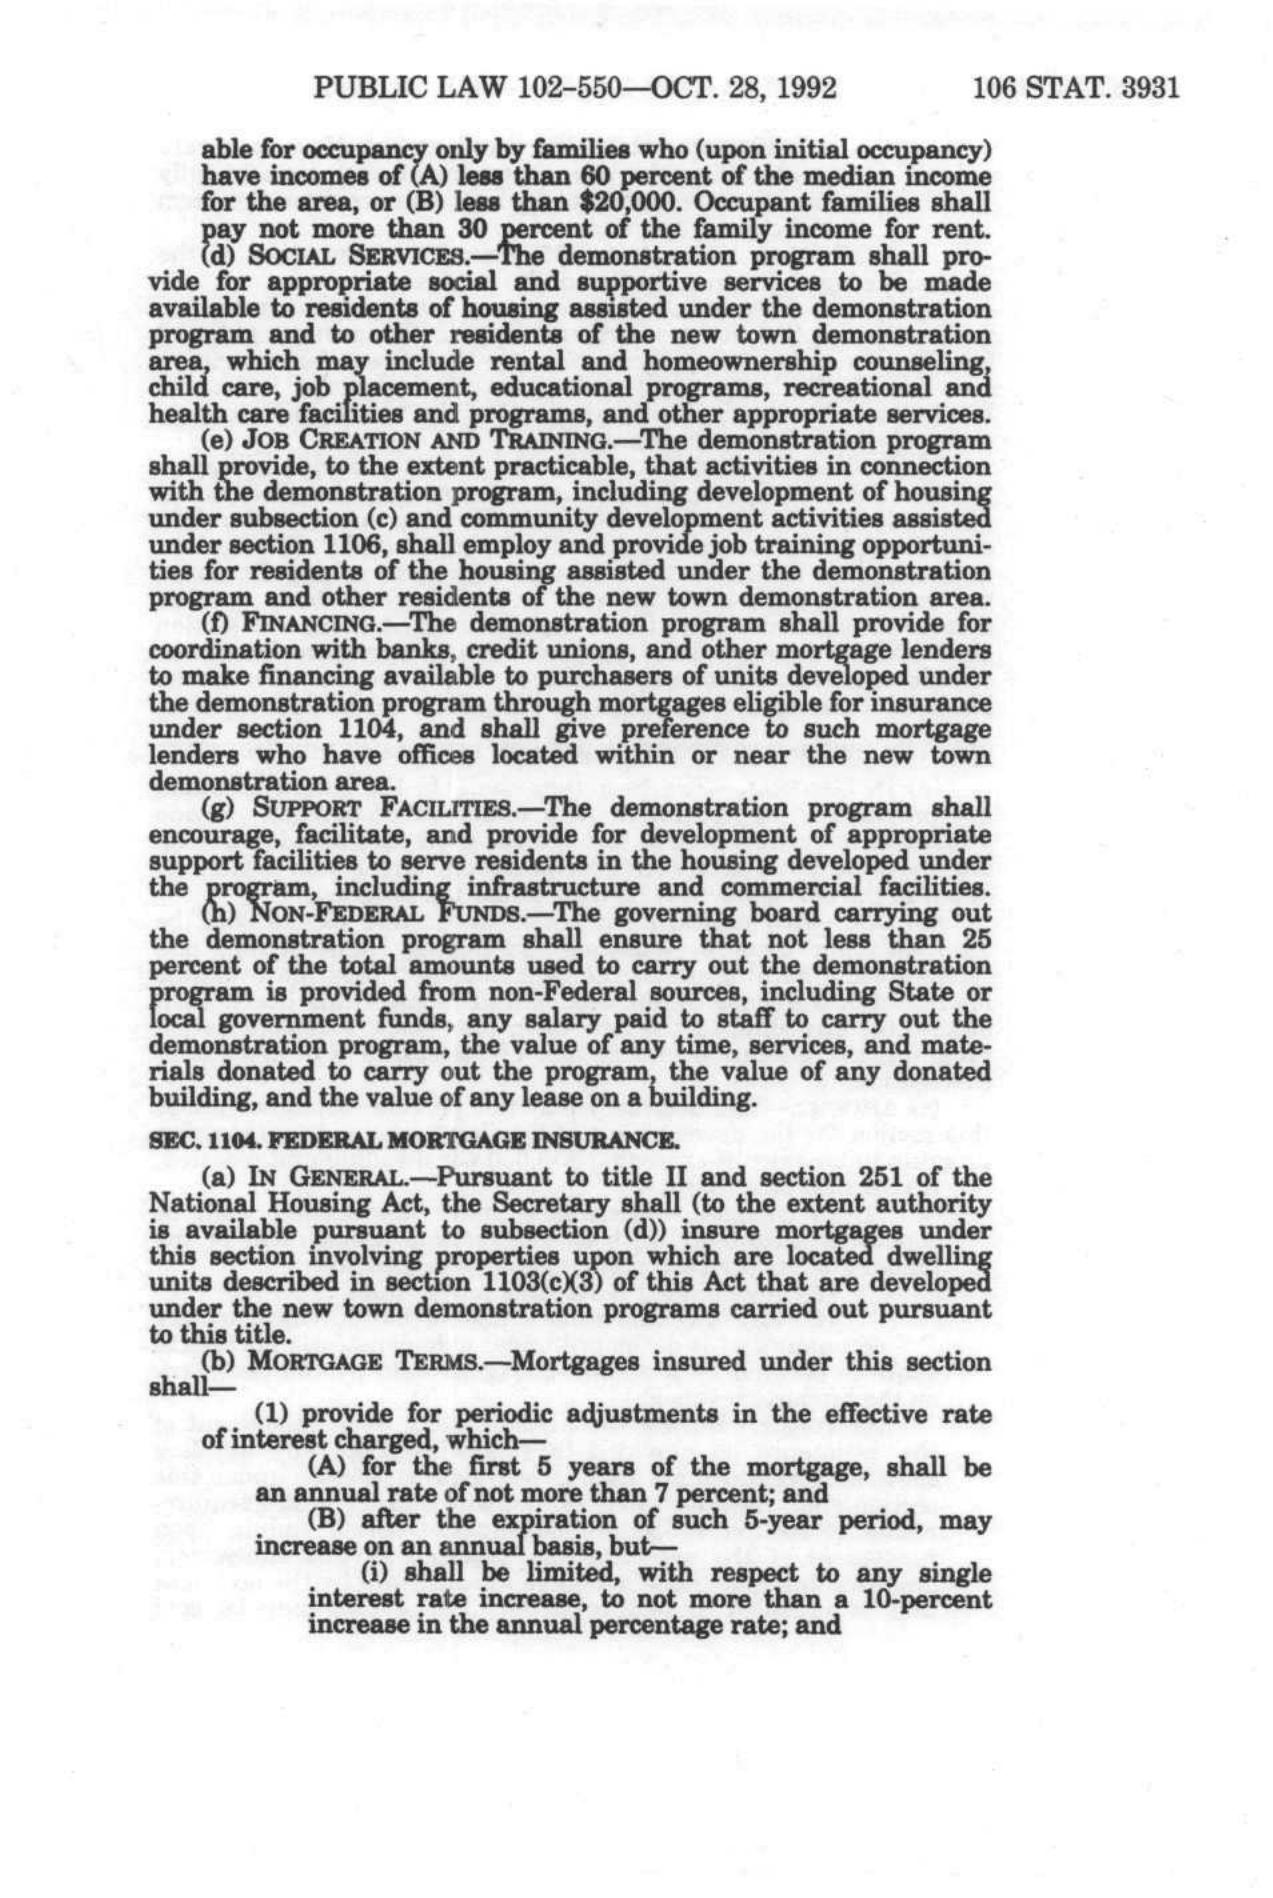 PUBLIC LAW 102–550—OCT. 28, 1992 106 STAT. 3931
able for occupancy only by families who (upon initial occupancy)
have incomes of (A) less than 60 percent of the median income
for the area, or (B) less than $20,000. Occupant families shall
pay not more than 30 percent of the family income for rent.
(d) SOCIAL SERVICES.—The demonstration program shall pro-
vide for appropriate social and supportive services to be made
available to residents of housing assisted under the demonstration
program and to other residents of the new town demonstration
area, which may include rental and homeownership counseling,
child care, job placement, educational programs, recreational and
health care facilities and programs, and other appropriate services.
(e) JOB CREATION AND TRAINING.—The demonstration program
shall provide, to the extent practicable, that activities in connection
with the demonstration program, including development of housing
under subsection (c) and community development activities assisted
under section 1106, shall employ and provide job training opportuni-
ties for residents of the housing assisted under the demonstration
program and other residents of the new town demonstration area.
(f) FINANCING.—The demonstration program shall provide for
coordination with banks, credit unions, and other mortgage lenders
to make financing available to purchasers of units developed under
the demonstration program through mortgages eligible for insurance
under section 1104, and shall give preference to such mortgage
lenders who have offices located within or near the new town
demonstration area.
(g) SUPPORT FACILITIES.—The demonstration program shall
encourage, facilitate, and provide for development of appropriate
support facilities to serve residents in the housing developed under
the program, including infrastructure and commercial facilities.
(h) NON-FEDERAL FUNDS.—The governing board carrying out
the demonstration program shall ensure that not less than 25
percent of the total amounts used to carry out the demonstration
program is provided from non-Federal sources, including State or
local government funds, any salary paid to staff to carry out the
demonstration program, the value of any time, services, and mate-
rials donated to carry out the program, the value of any donated
building, and the value of any lease on a building.
SEC. 1104. FEDERAL MORTGAGE INSURANCE.
(a) IN GENERAL.—Pursuant to title II and section 251 of the
National Housing Act, the Secretary shall (to the extent authority
is available pursuant to subsection (d)) insure mortgages under
this section involving properties upon which are located dwelling
units described in section 1103(c)(3) of this Act that are developed
under the new town demonstration programs carried out pursuant
to this title.
(b) MORTGAGE TERMS.—Mortgages insured under this section
shall—
(1) provide for periodic adjustments in the effective rate
of interest charged, which—
(A) for the first 5 years of the mortgage, shall be
an annual rate of not more than 7 percent; and
(B) after the expiration of such 5-year period, may
increase on an annual basis, but—
(i) shall be limited, with respect to any single
interest rate increase, to not more than a 10-percent
increase in the annual percentage rate; and